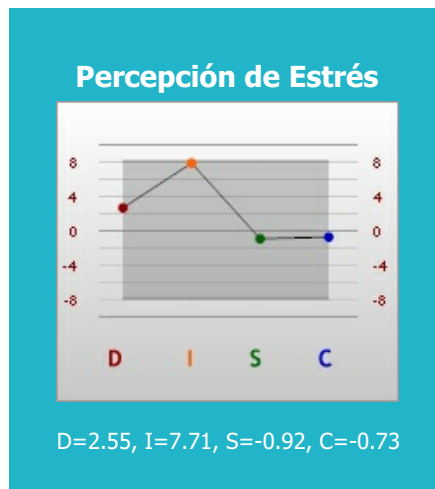 Percepción de Estrés
8 8
4 4
0 0
-4 -4
-8 -8
D I S C
D=2.55, I=7.71, S=-0.92, C=-0.73